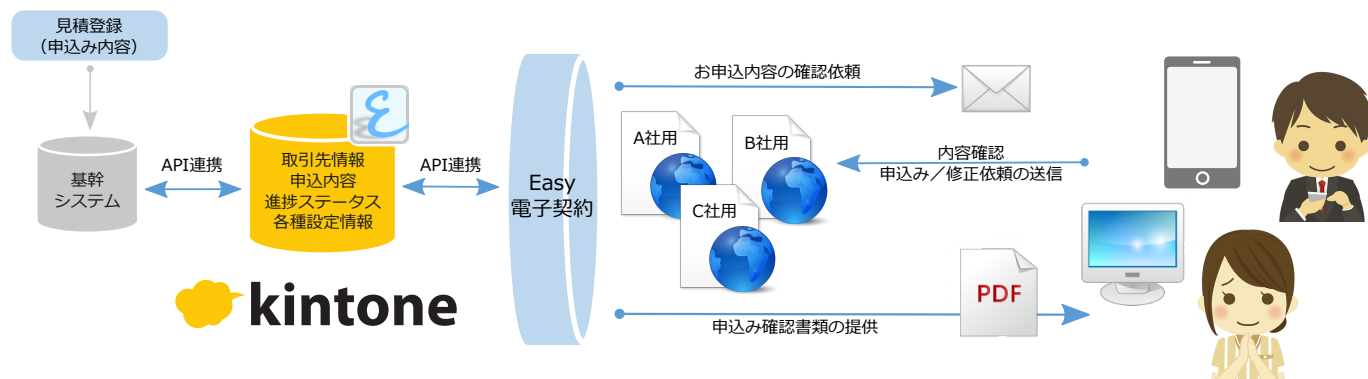 見積登録
（申込み内容）
基幹
システム
API連携
取引先情報
申込内容
進捗ステータス
各種設定情報
API連携
kintone
Easy
電子契約
お申込内容の確認依頼
A社用
B社用
C社用
内容確認
申込み／修正依頼の送信
PDF
申込み確認書類の提供